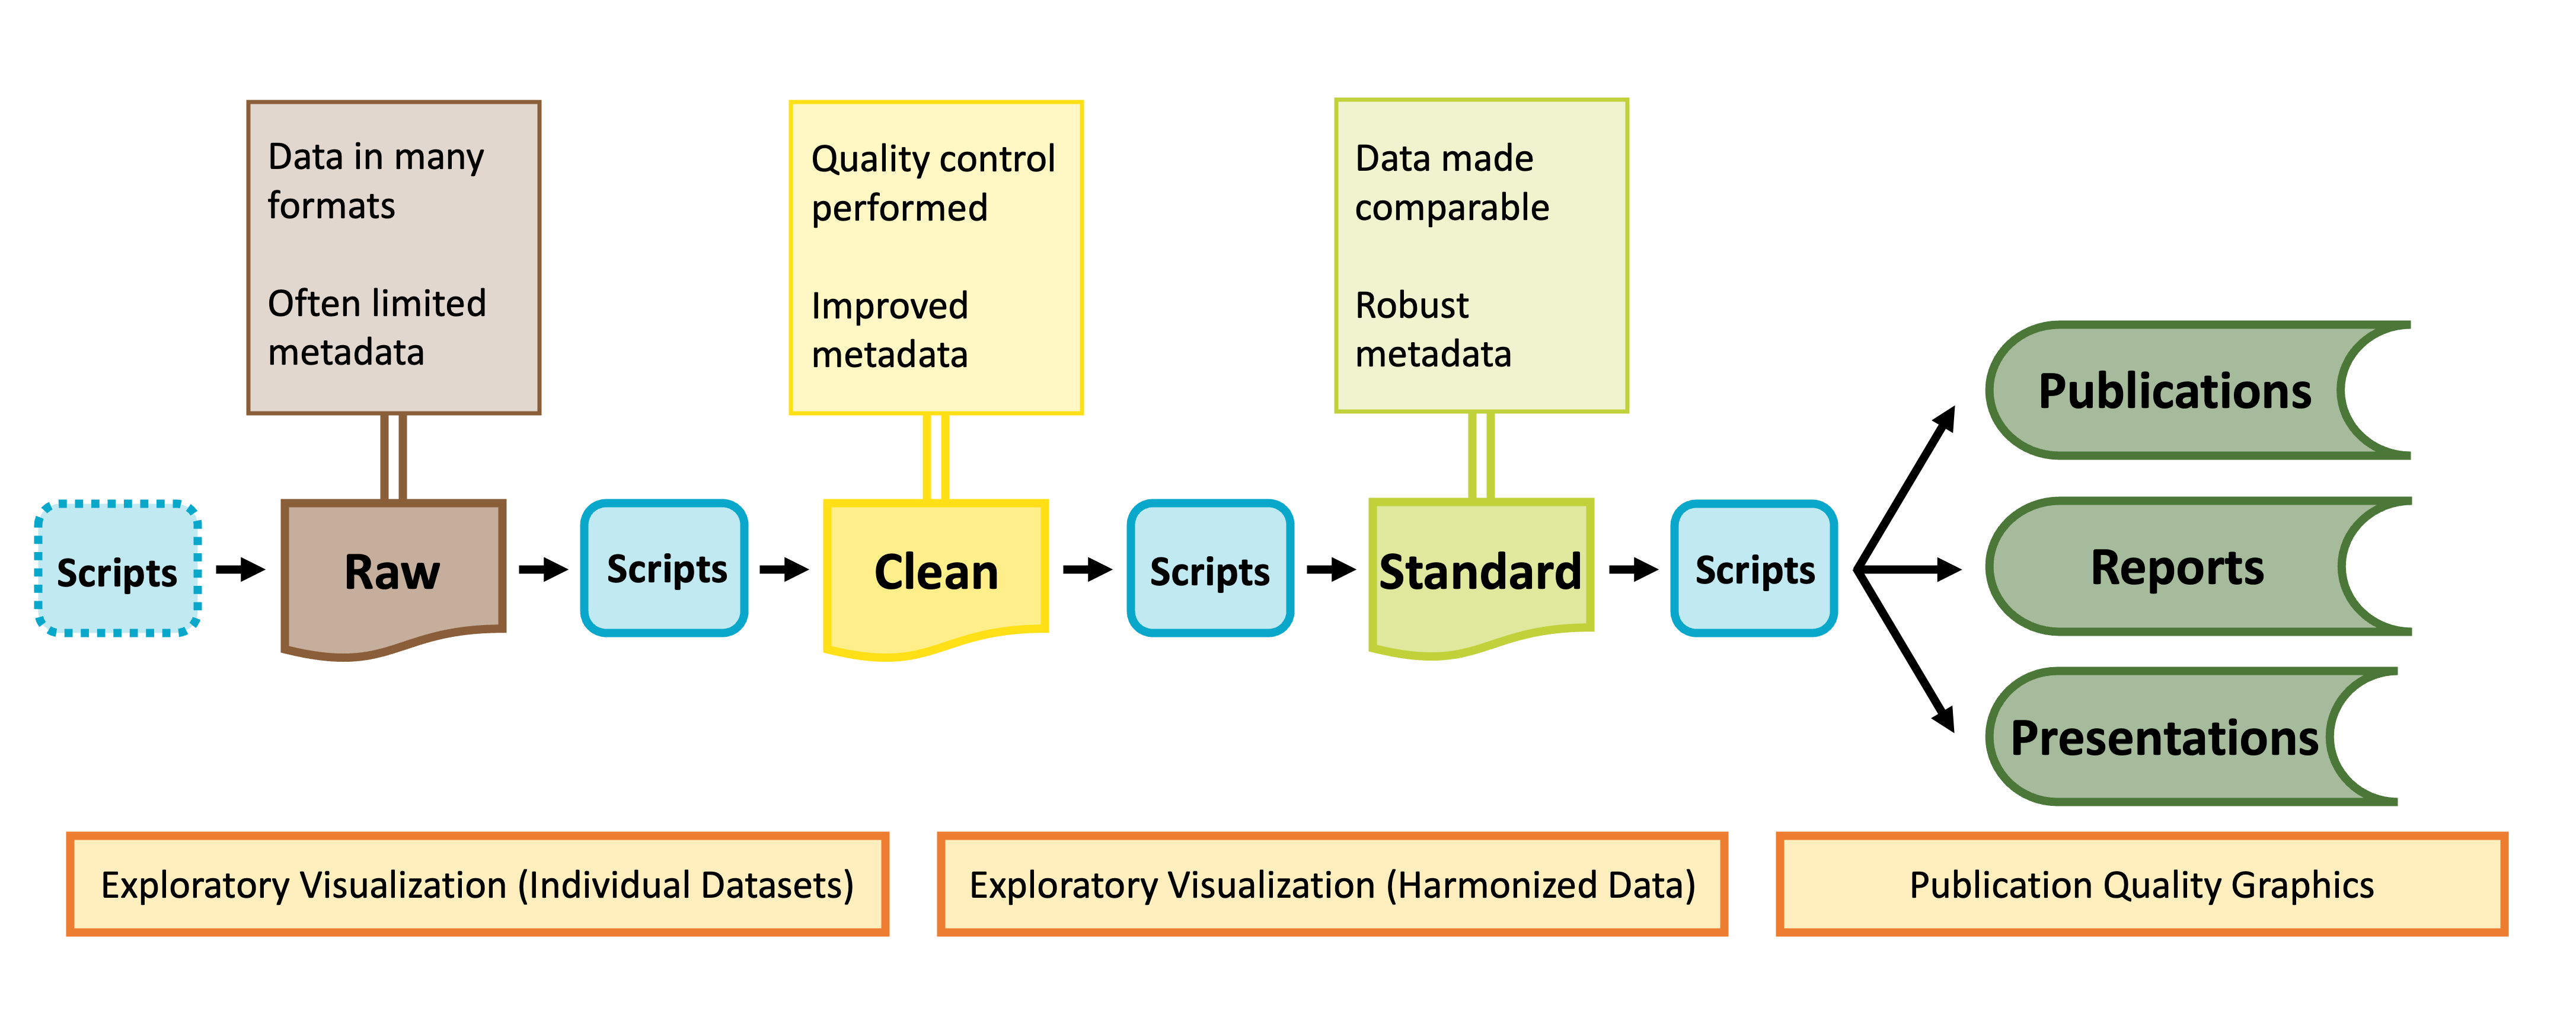 Data in many
formats
Often limited
metadata
Quality control
performed
Improved
metadata
Data made
comparable
Robust
metadata
Scripts
Raw
Scripts
Clean
Scripts
Standard
Scripts
Publications
Reports
Presentations
Exploratory Visualization (Individual Datasets)
Exploratory Visualization (Harmonized Data)
Publication Quality Graphics